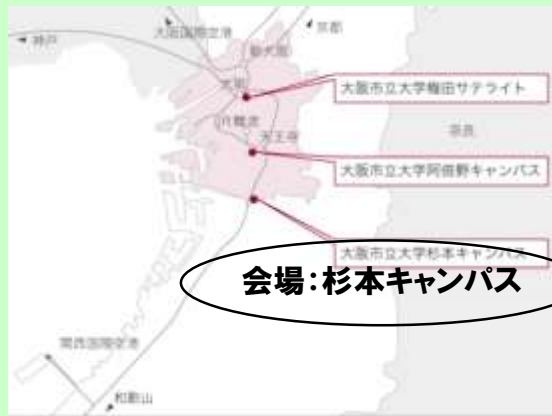 大阪国際空港
京都
神戸
新大阪
大阪
大阪市立大学梅田サテライト
JR難波
天王寺
奈良
大阪市立大学阿倍野キャンパス
大阪市立大学杉本キャンパス
会場：杉本キャンパス
関西国際空港
和歌山